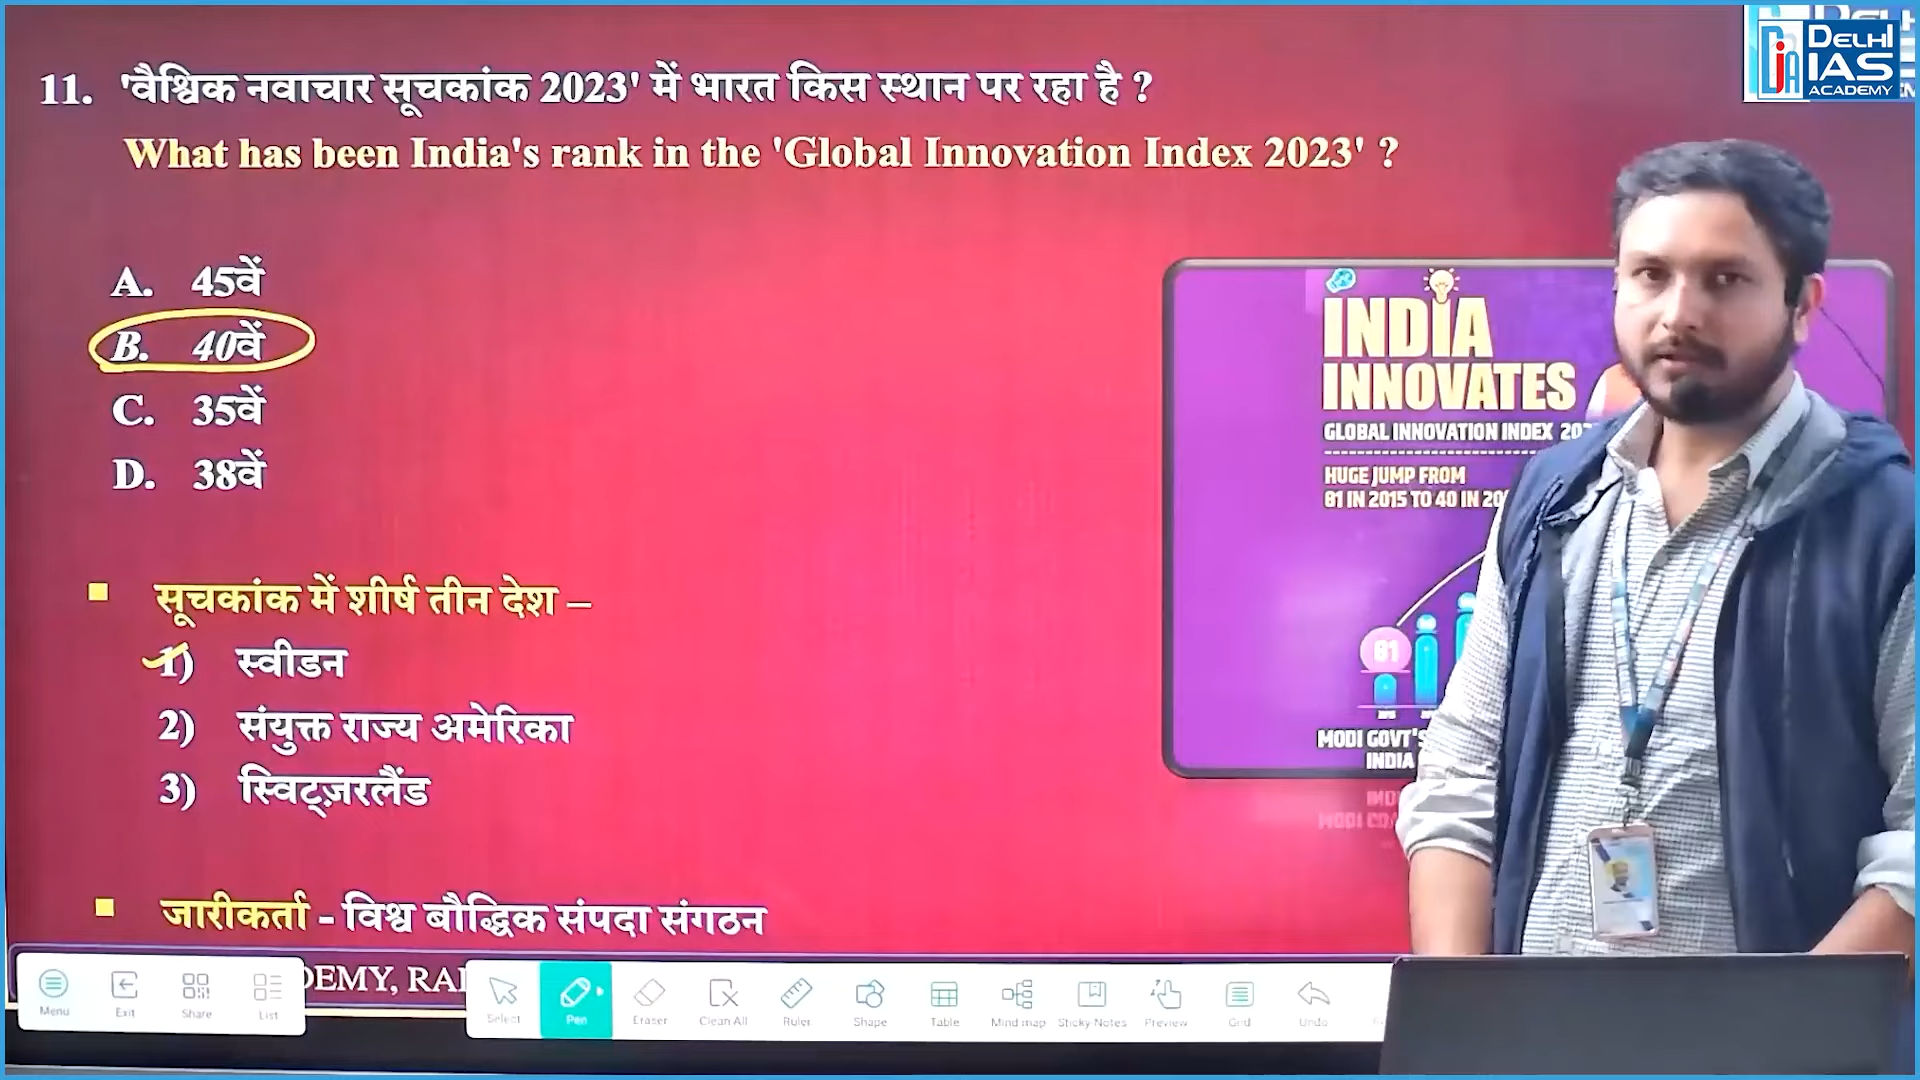 11. 'वैश्विक नवाचार सूचकांक 2023' में भारत किस स्थान पर रहा है ?
What has been India's rank in the 'Global Innovation Index 2023' ?
A. 45वें
B. 40वें
C. 35वें
D. 38वें
सूचकांक में शीर्ष तीन देश –
1) स्वीडन
2) संयुक्त राज्य अमेरिका
3) स्विट्ज़रलैंड
जारीकर्ता - विश्व बौद्धिक संपदा संगठन
DELHI
IAS
ACADEMY
INDIA
INNOVATES
GLOBAL INNOVATION INDEX
HUGE JUMP FROM
81 IN 2015 TO 40 IN
81
MODI GOVT'S
INDIA
Menu Exit Share List
Select Pen Eraser Clean All Ruler Shape Table Mind map Sticky Notes Preview Grid Undo